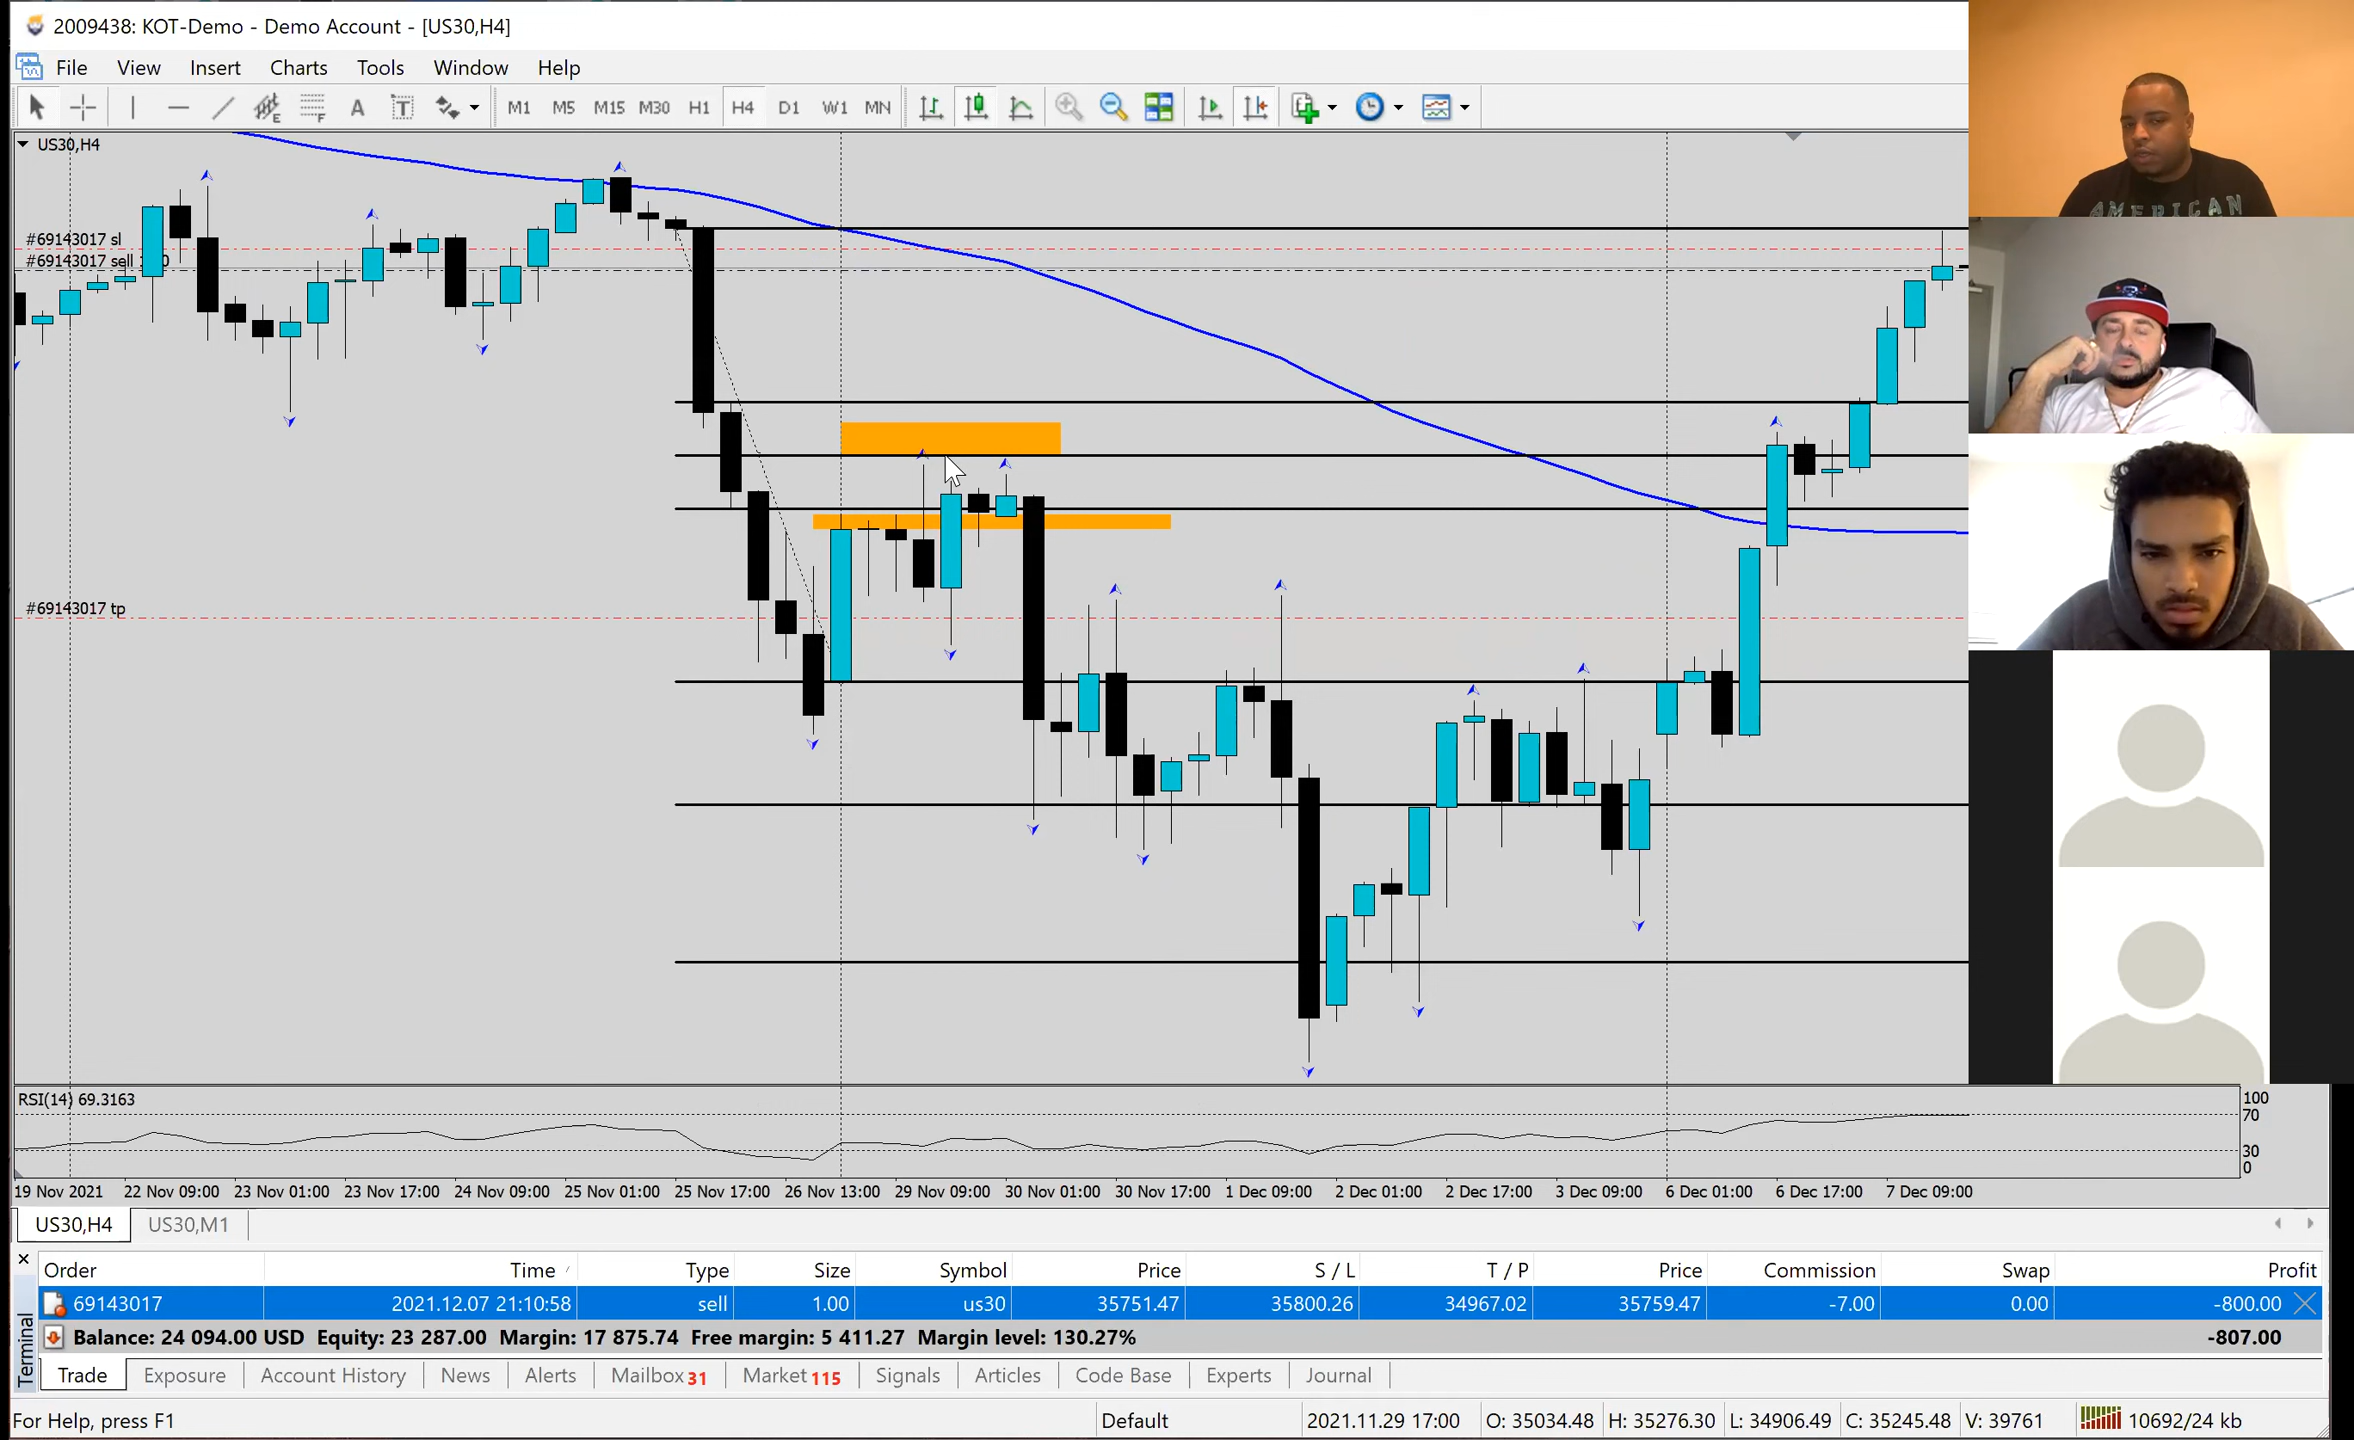 2009438: KOT-Demo - Demo Account - [US30,H4]
File View Insert Charts Tools Window Help
E F A T M1 M5 M15 M30 H1 H4 D1 W1 MN
US30,H4
#69143017 sl
#69143017 sell 1.00
#69143017 tp
AMERICAN
RSI(14) 69.3163
100
70
30
0
19 Nov 2021 22 Nov 09:00 23 Nov 01:00 23 Nov 17:00 24 Nov 09:00 25 Nov 01:00 25 Nov 17:00 26 Nov 13:00 29 Nov 09:00 30 Nov 01:00 30 Nov 17:00 1 Dec 09:00 2 Dec 01:00 2 Dec 17:00 3 Dec 09:00 6 Dec 01:00 6 Dec 17:00 7 Dec 09:00
US30,H4 US30,M1
Order Time Type Size Symbol Price S / L T / P Price Commission Swap Profit
69143017 2021.12.07 21:10:58 sell 1.00 us30 35751.47 35800.26 34967.02 35759.47 -7.00 0.00 -800.00
Balance: 24 094.00 USD Equity: 23 287.00 Margin: 17 875.74 Free margin: 5 411.27 Margin level: 130.27% -807.00
Terminal
Trade Exposure Account History News Alerts Mailbox 31 Market 115 Signals Articles Code Base Experts Journal
For Help, press F1 Default 2021.11.29 17:00 O: 35034.48 H: 35276.30 L: 34906.49 C: 35245.48 V: 39761 10692/24 kb